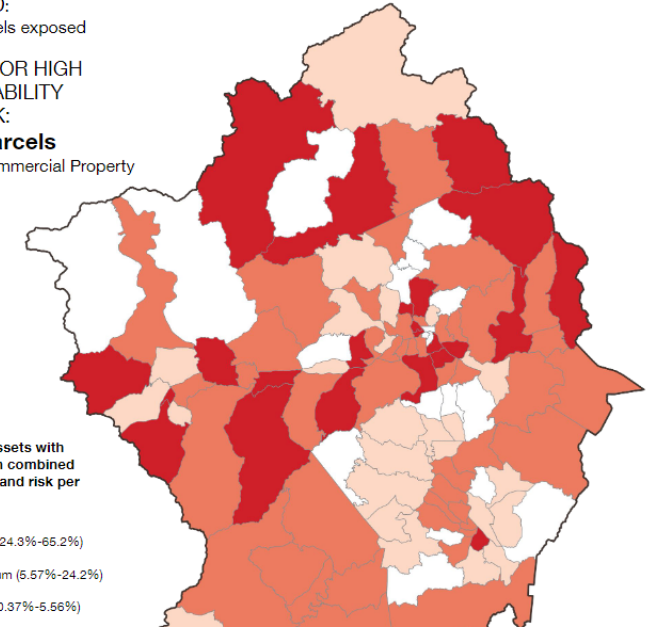 els exposed
OR HIGH
ABILITY
K:
arcels
mmercial Property
ssets with
combined
and risk per
24.3%-65.2%)
um (5.57%-24.2%)
0.37%-5.56%)